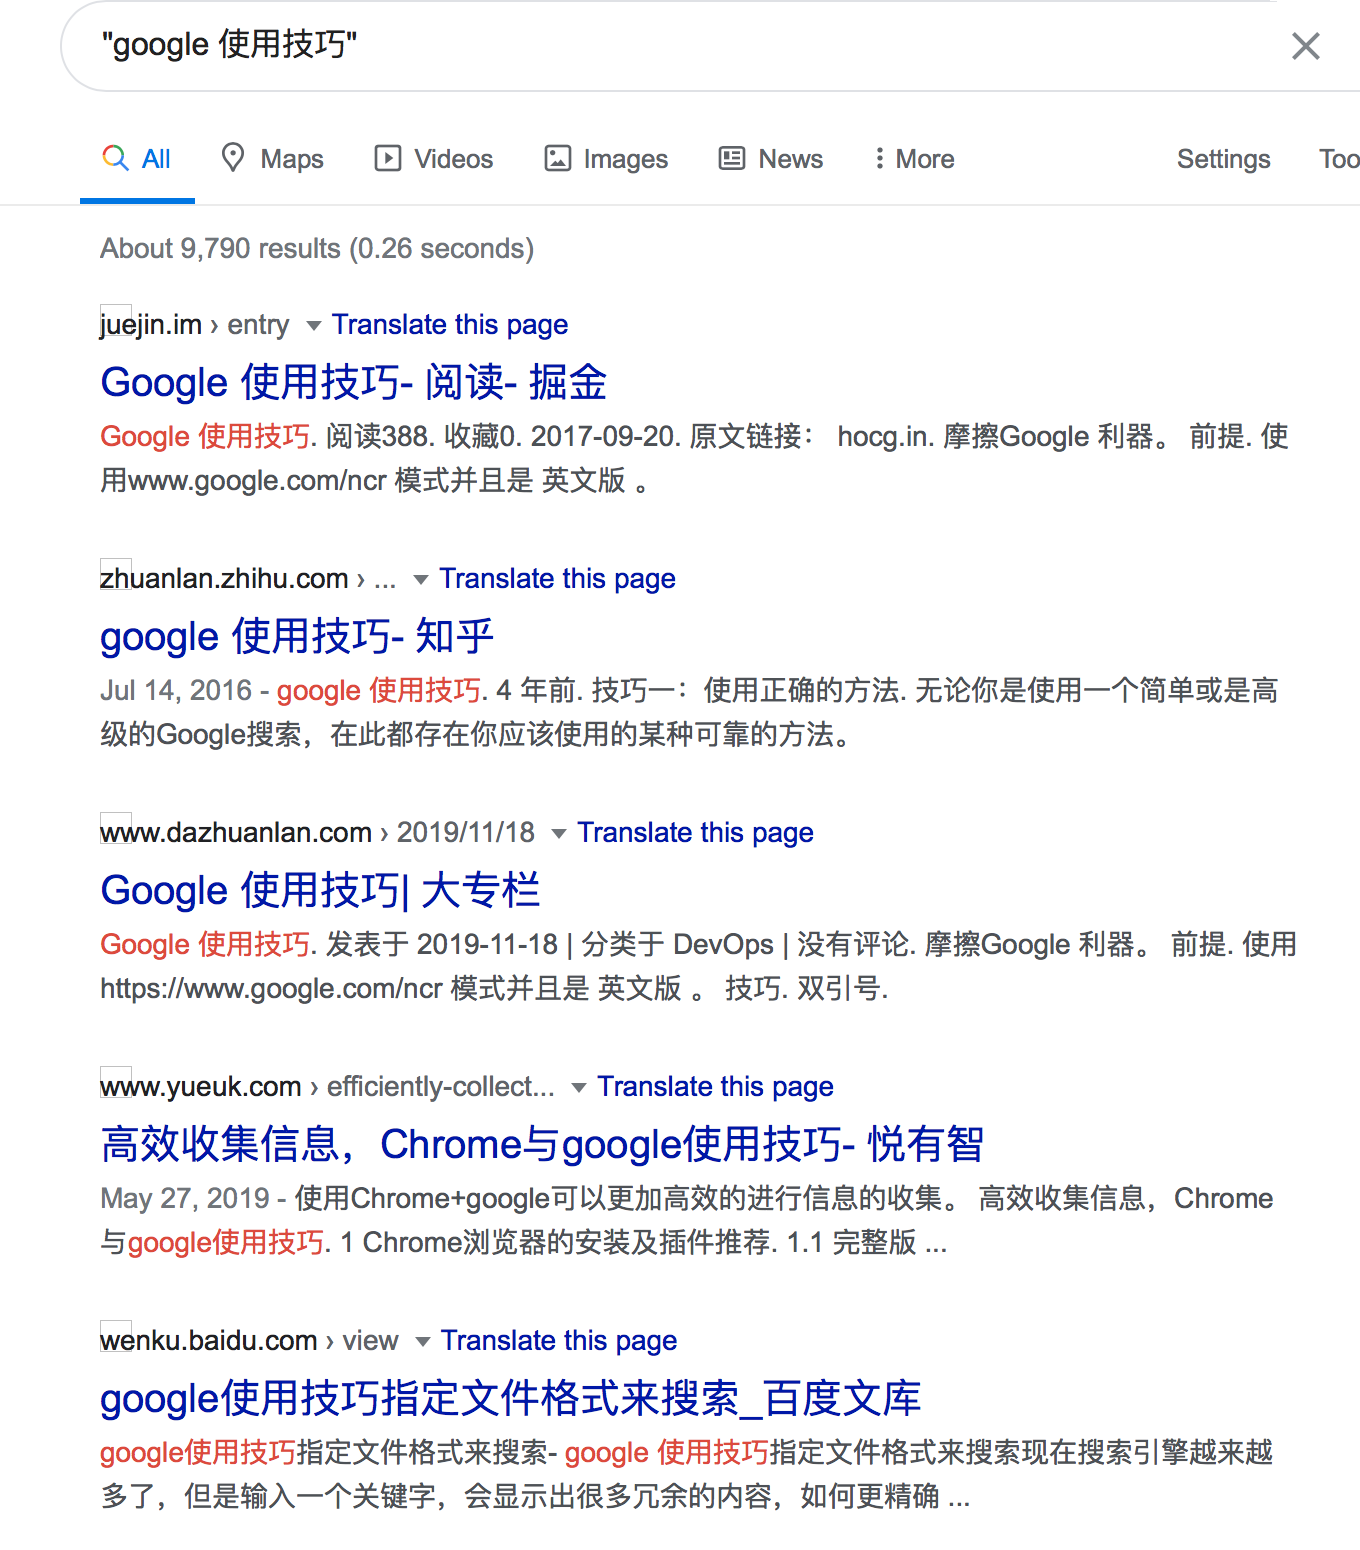 "google 使用技巧"
All Maps Videos Images News More Settings Too
About 9,790 results (0.26 seconds)
juejin.im › entry Translate this page
Google 使用技巧- 阅读- 掘金
Google 使用技巧. 阅读388. 收藏0. 2017-09-20. 原文链接： hocg.in. 摩擦Google 利器。 前提. 使
用www.google.com/ncr 模式并且是 英文版 。
zhuanlan.zhihu.com › ... Translate this page
google 使用技巧- 知乎
Jul 14, 2016 - google 使用技巧. 4 年前. 技巧一：使用正确的方法. 无论你是使用一个简单或是高
级的Google搜索，在此都存在你应该使用的某种可靠的方法。
www.dazhuanlan.com › 2019/11/18 Translate this page
Google 使用技巧| 大专栏
Google 使用技巧. 发表于 2019-11-18 | 分类于 DevOps | 没有评论. 摩擦Google 利器。 前提. 使用
https://www.google.com/ncr 模式并且是 英文版 。 技巧. 双引号.
www.yueuk.com › efficiently-collect... Translate this page
高效收集信息，Chrome与google使用技巧- 悦有智
May 27, 2019 - 使用Chrome+google可以更加高效的进行信息的收集。 高效收集信息，Chrome
与google使用技巧. 1 Chrome浏览器的安装及插件推荐. 1.1 完整版 ...
wenku.baidu.com › view Translate this page
google使用技巧指定文件格式来搜索_百度文库
google使用技巧指定文件格式来搜索- google 使用技巧指定文件格式来搜索现在搜索引擎越来越
多了，但是输入一个关键字，会显示出很多冗余的内容，如何更精确 ...